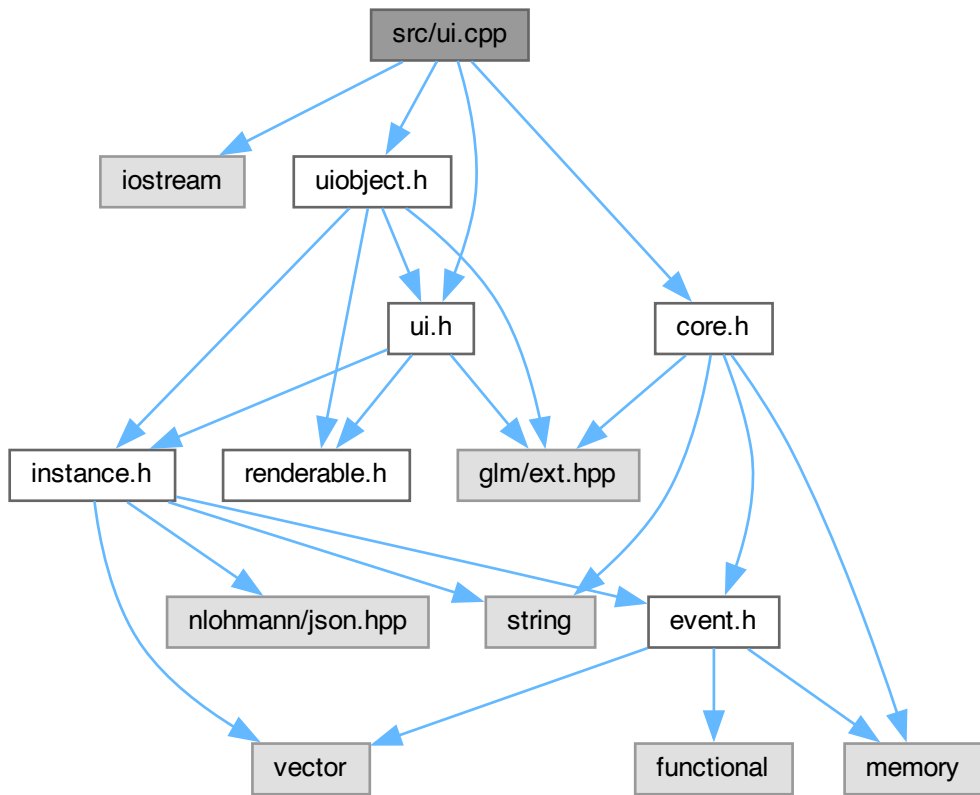 src/ui.cpp
iostream
uiobject.h
ui.h
core.h
instance.h
renderable.h
glm/ext.hpp
nlohmann/json.hpp
string
event.h
vector
functional
memory